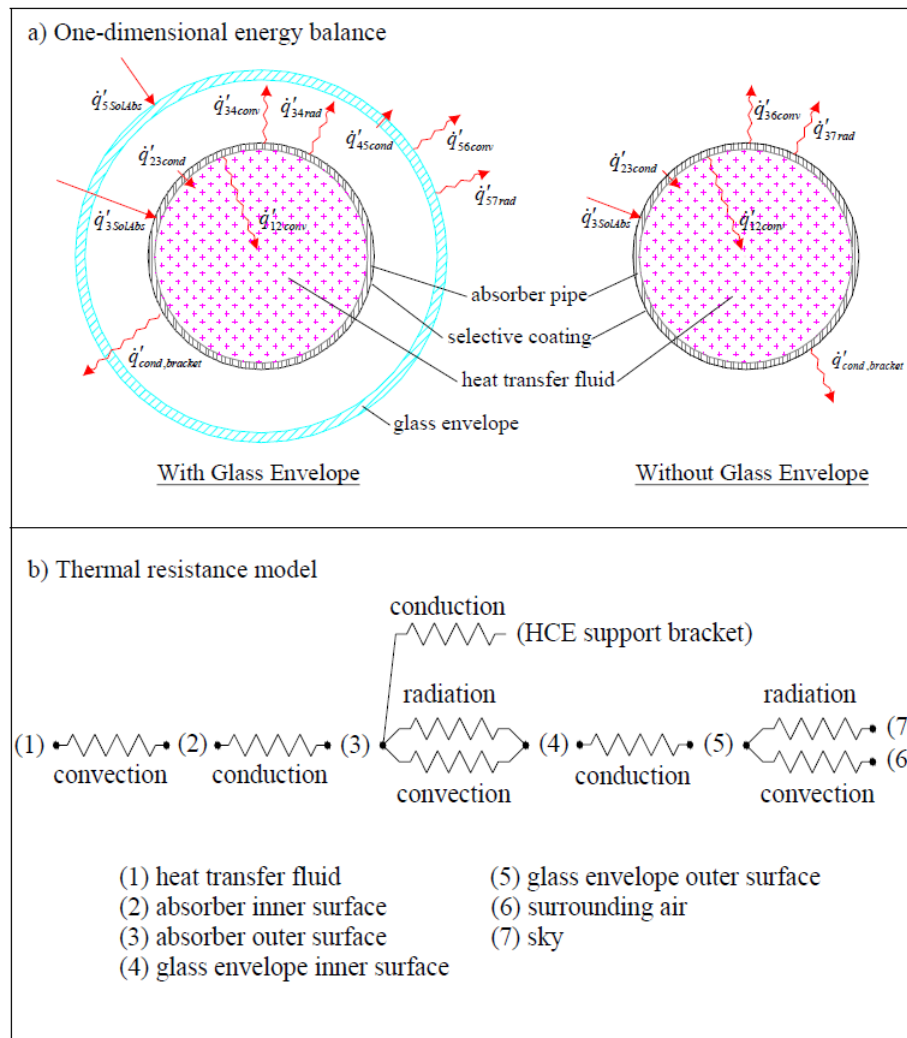 a) One-dimensional energy balance
q̇′5SolAbs
q̇′34conv
q̇′34rad
q̇′45cond
q̇′56conv
q̇′23cond
q̇′57rad
q̇′3SolAbs
q̇′12conv
q̇′cond,bracket
q̇′36conv
q̇′37rad
q̇′23cond
q̇′3SolAbs
q̇′12conv
q̇′cond,bracket
absorber pipe
selective coating
heat transfer fluid
glass envelope
With Glass Envelope
Without Glass Envelope
b) Thermal resistance model
conduction
(HCE support bracket)
radiation
radiation
(1) (2) (3) (4) (5) (7
(6
convection conduction convection conduction convection
(1) heat transfer fluid
(2) absorber inner surface
(3) absorber outer surface
(4) glass envelope inner surface
(5) glass envelope outer surface
(6) surrounding air
(7) sky